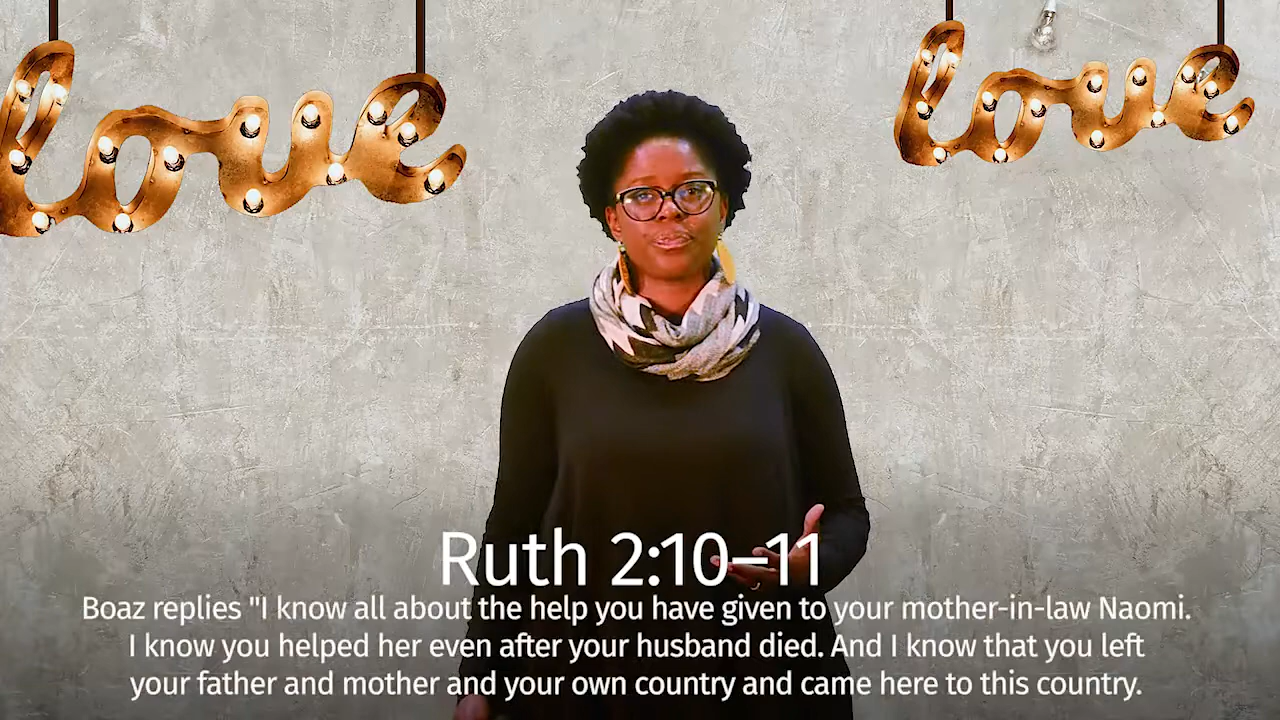 love
love
Ruth 2:10–11
Boaz replies "I know all about the help you have given to your mother-in-law Naomi.
I know you helped her even after your husband died. And I know that you left
your father and mother and your own country and came here to this country.